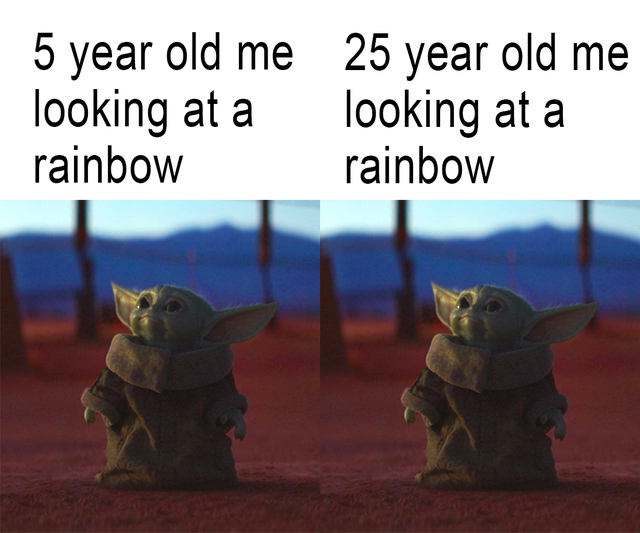 5 year old me
looking at a
rainbow
25 year old me
looking at a
rainbow